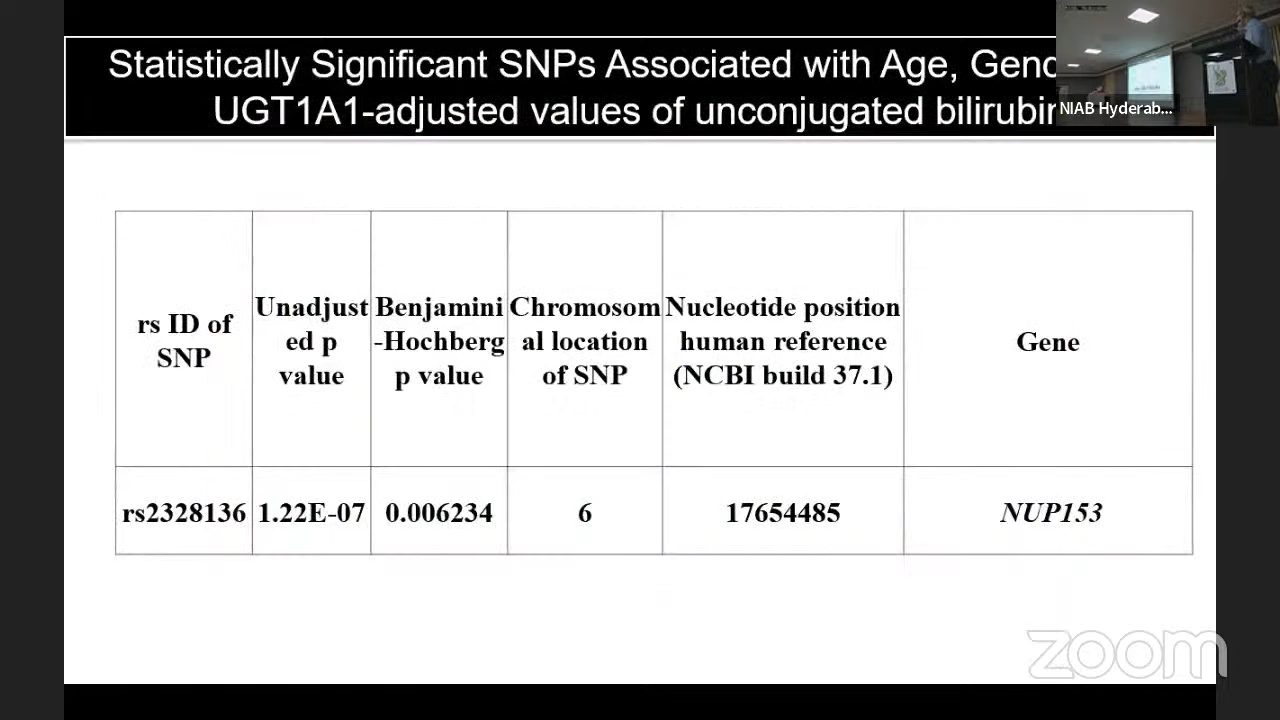 Statistically Significant SNPs Associated with Age, Gend
UGT1A1-adjusted values of unconjugated bilirubin
NIAB Hyderab...
rs ID of
SNP
Unadjust
ed p
value
Benjamini
-Hochberg
p value
Chromosom
al location
of SNP
Nucleotide position
human reference
(NCBI build 37.1)
Gene
rs2328136
1.22E-07
0.006234
6
17654485
NUP153
zoom